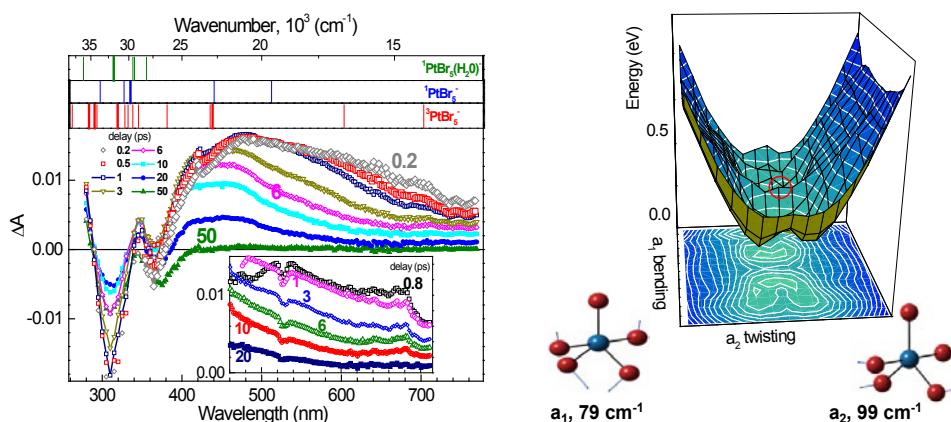 Wavenumber, 10³ (cm⁻¹)
35 30 25 20 15
¹PtBr₅(H₂0)⁻
¹PtBr₅⁻
³PtBr₅⁻
delay (ps)
0.2 6
0.5 10
1 20
3 50
0.2
6
50
0.01
0.00
-0.01
ΔA
delay (ps)
0.8
1
3
6
10
20
0.01
0.00
300 400 500 600 700
Wavelength (nm)
Energy (eV)
0.5
0.0
a₁, bending
a₂ twisting
a₁, 79 cm⁻¹
a₂, 99 cm⁻¹